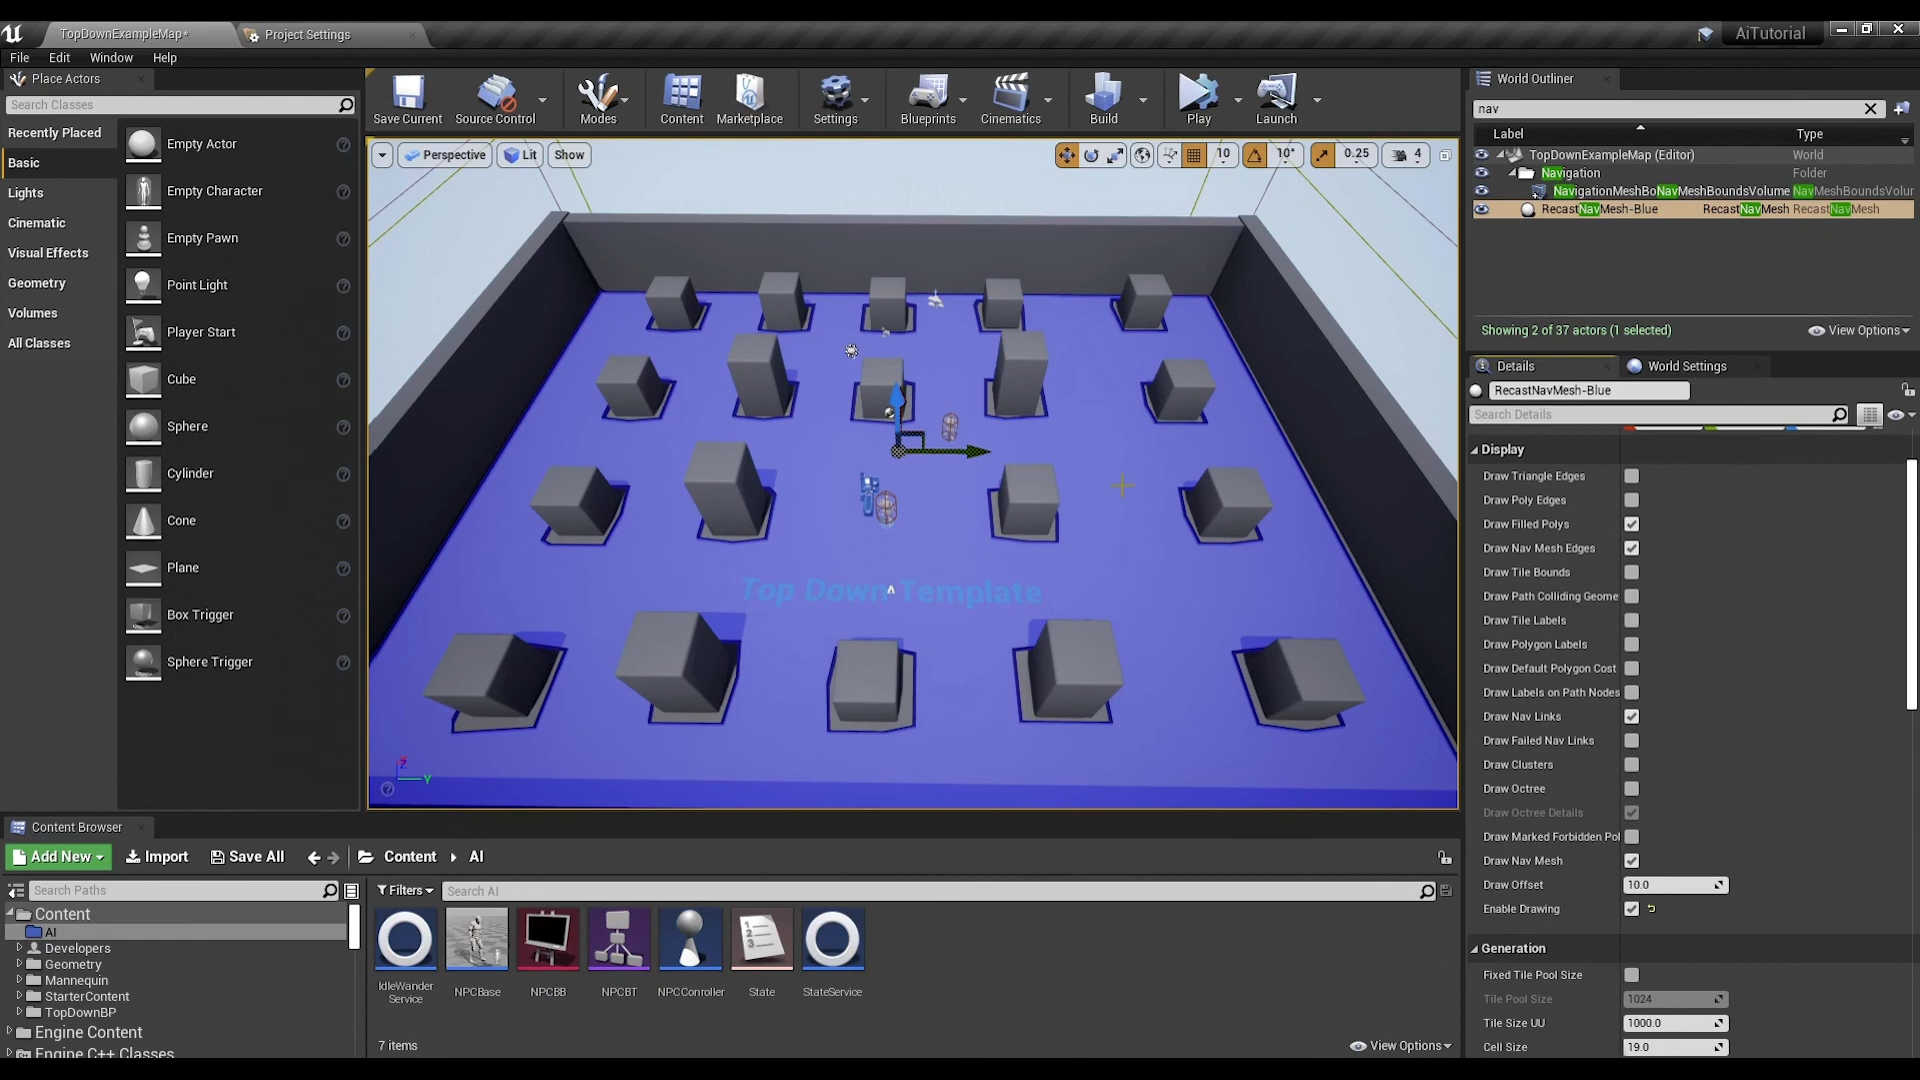 TopDownExampleMap*
Project Settings
AiTutorial
File Edit Window Help
Place Actors
Search Classes
Recently Placed
Basic
Lights
Cinematic
Visual Effects
Geometry
Volumes
All Classes
Empty Actor
Empty Character
Empty Pawn
Point Light
Player Start
Cube
Sphere
Cylinder
Cone
Plane
Box Trigger
Sphere Trigger
Save Current Source Control Modes Content Marketplace Settings Blueprints Cinematics Build Play Launch
Perspective Lit Show 10 10° 0.25 4
Top Down Template
Z
Y
World Outliner
nav
Label Type
TopDownExampleMap (Editor) World
Navigation Folder
NavigationMeshBoNavMeshBoundsVolume NavMeshBoundsVolur
RecastNavMesh-Blue RecastNavMesh RecastNavMesh
Showing 2 of 37 actors (1 selected) View Options
Details World Settings
RecastNavMesh-Blue
Search Details
Display
Draw Triangle Edges
Draw Poly Edges
Draw Filled Polys
Draw Nav Mesh Edges
Draw Tile Bounds
Draw Path Colliding Geome
Draw Tile Labels
Draw Polygon Labels
Draw Default Polygon Cost
Draw Labels on Path Nodes
Draw Nav Links
Draw Failed Nav Links
Draw Clusters
Draw Octree
Draw Octree Details
Draw Marked Forbidden Pol
Draw Nav Mesh
Draw Offset 10.0
Enable Drawing
Generation
Fixed Tile Pool Size
Tile Pool Size 1024
Tile Size UU 1000.0
Cell Size 19.0
Content Browser
Add New Import Save All Content AI
Search Paths
Content
AI
Developers
Geometry
Mannequin
StarterContent
TopDownBP
Engine Content
Engine C++ Classes
Filters Search AI
IdleWander
Service
NPCBase
NPCBB
NPCBT
NPCController
State
StateService
7 items View Options